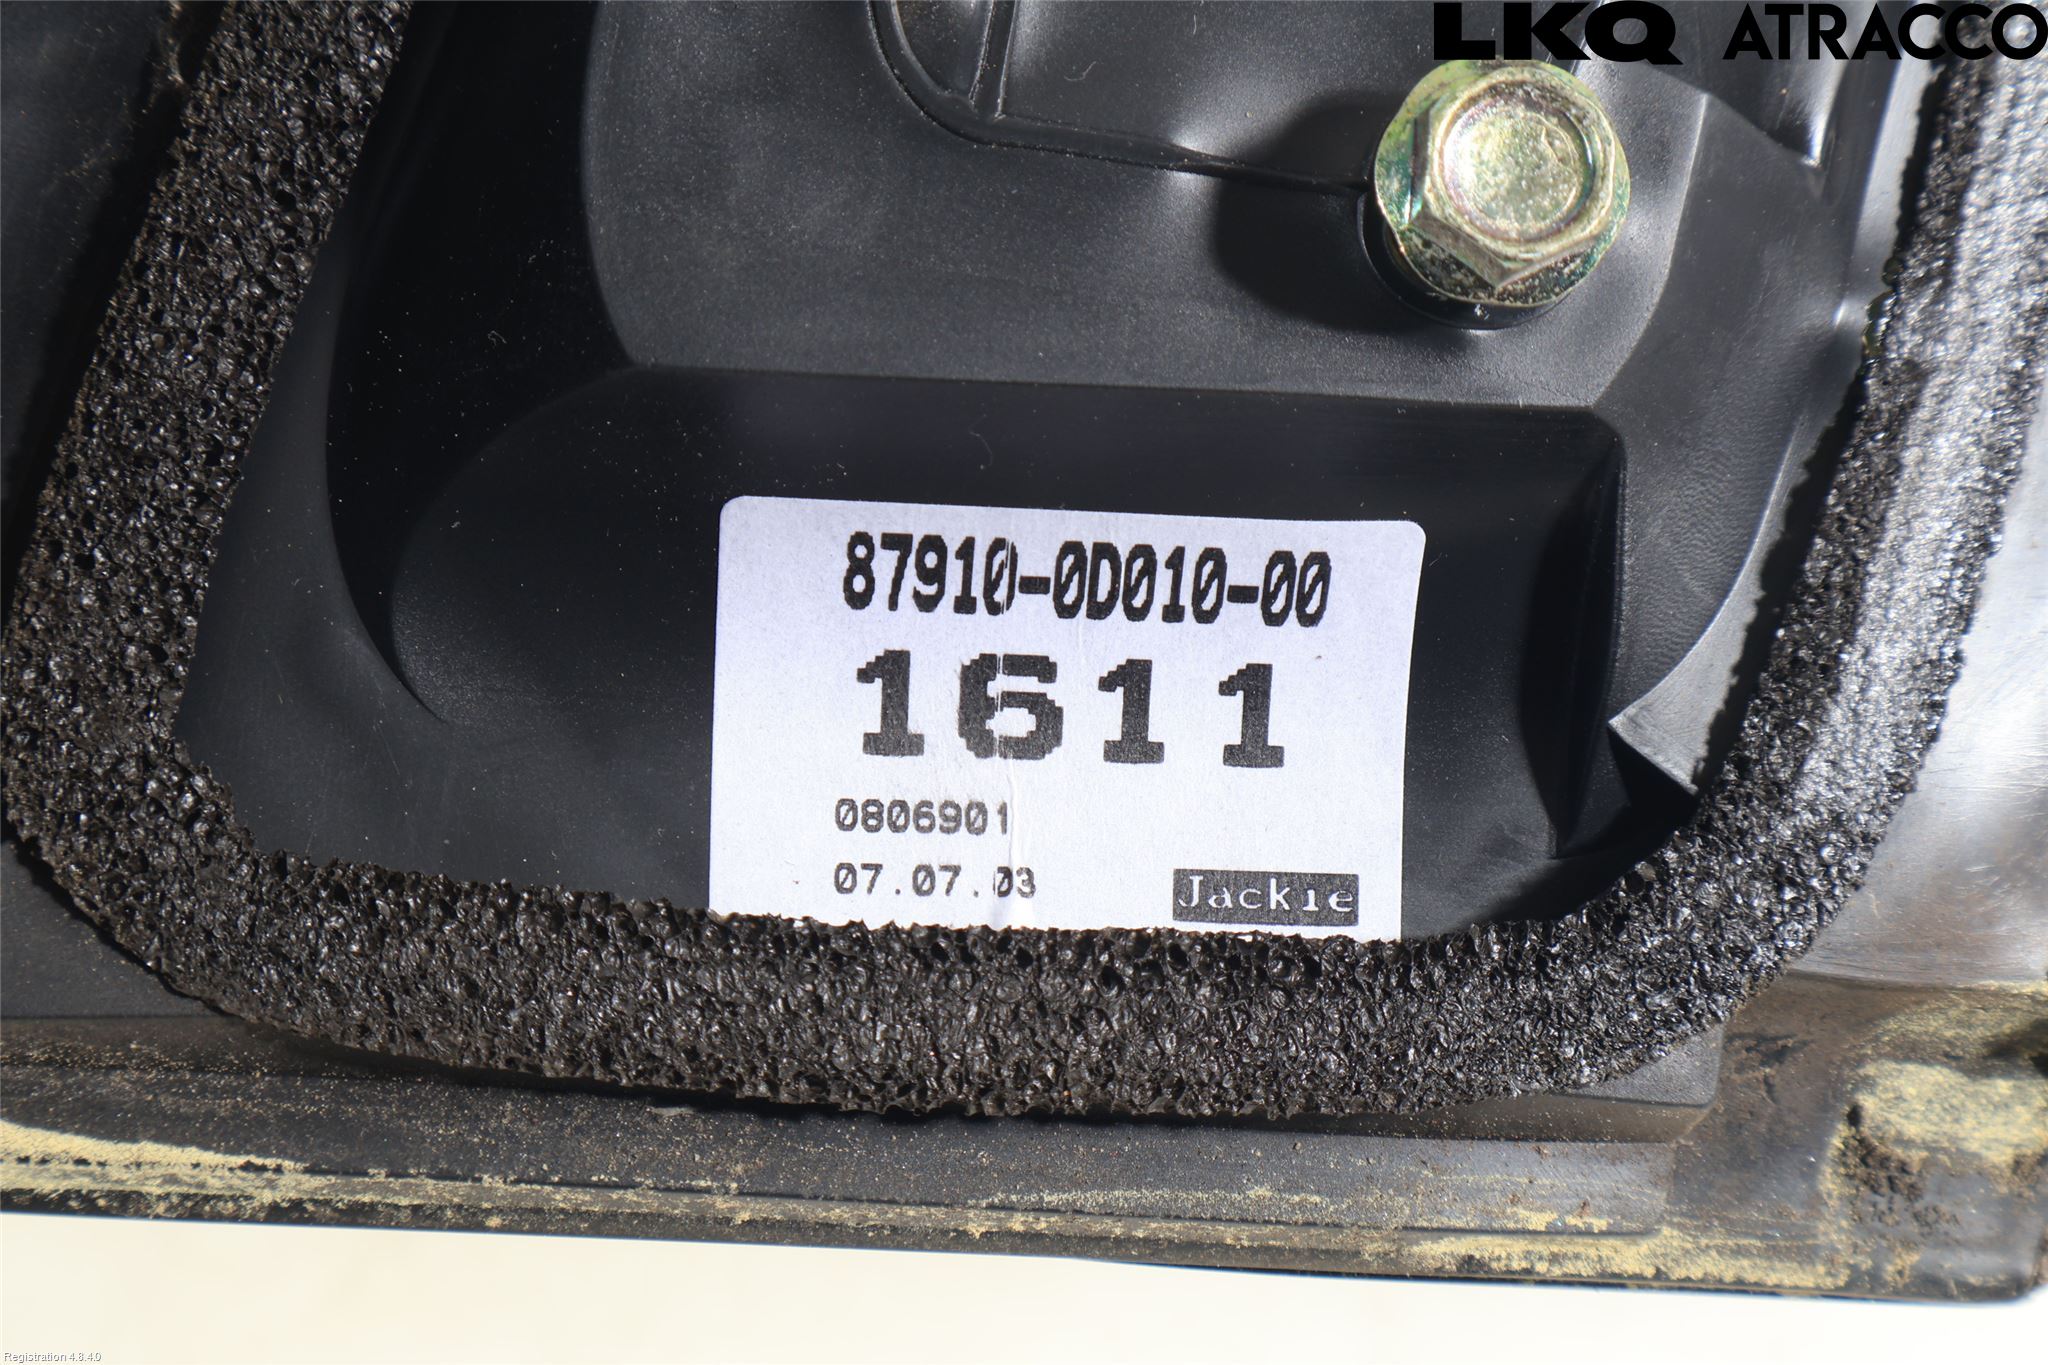 LKQ ATRACCO
87910-0D010-00
1611
0806901
07.07.03
Jackie
Registration 4.8.4.0